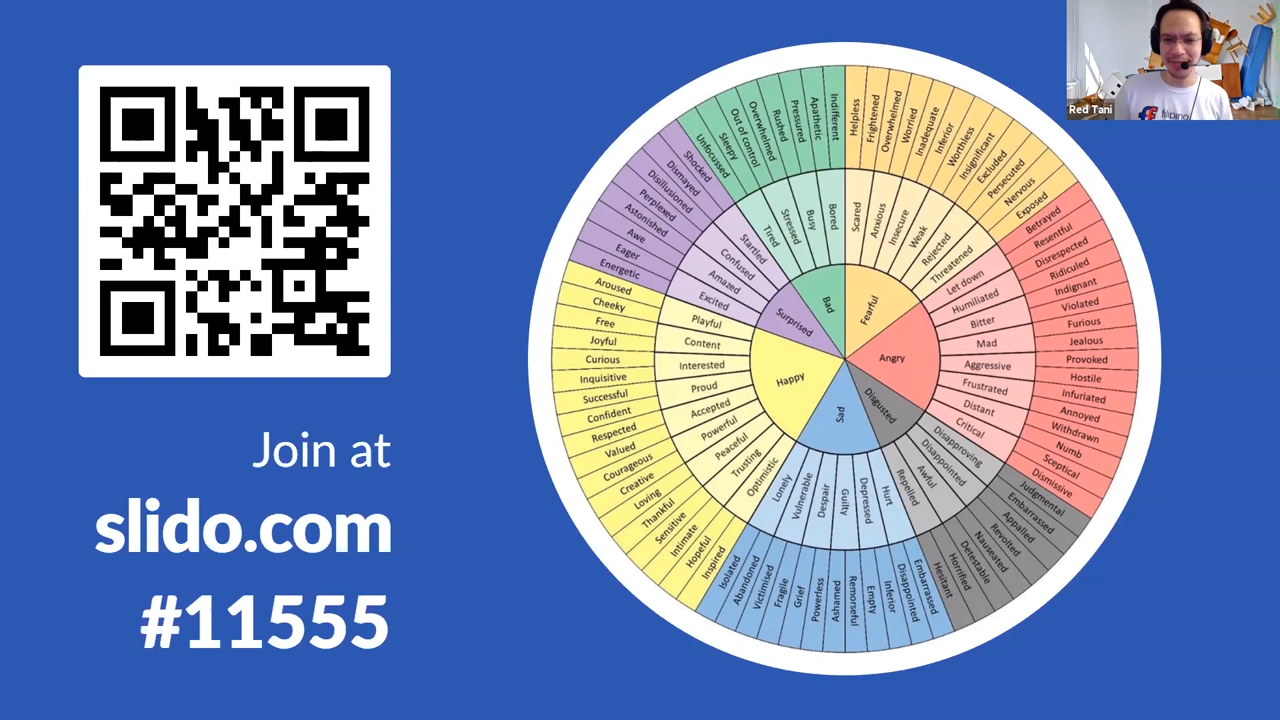 Join at
slido.com
#11555
Red Tani
filipino
Bad
Fearful
Angry
Disgusted
Sad
Happy
Surprised
Tired
Stressed
Busy
Bored
Scared
Anxious
Insecure
Weak
Rejected
Threatened
Let down
Humiliated
Bitter
Mad
Aggressive
Frustrated
Distant
Critical
Disapproving
Disappointed
Awful
Repelled
Hurt
Depressed
Guilty
Despair
Vulnerable
Lonely
Optimistic
Trusting
Peaceful
Powerful
Accepted
Proud
Interested
Content
Playful
Excited
Amazed
Confused
Startled
Unfocussed
Sleepy
Out of control
Overwhelmed
Rushed
Pressured
Apathetic
Indifferent
Helpless
Frightened
Overwhelmed
Worried
Inadequate
Inferior
Worthless
Insignificant
Excluded
Persecuted
Nervous
Exposed
Betrayed
Resentful
Disrespected
Ridiculed
Indignant
Violated
Furious
Jealous
Provoked
Hostile
Infuriated
Annoyed
Withdrawn
Numb
Sceptical
Dismissive
Judgmental
Embarrassed
Appalled
Revolted
Nauseated
Detestable
Horrified
Hesitant
Embarrassed
Disappointed
Inferior
Empty
Remorseful
Ashamed
Powerless
Grief
Fragile
Victimised
Abandoned
Isolated
Inspired
Hopeful
Intimate
Sensitive
Thankful
Loving
Creative
Courageous
Valued
Respected
Confident
Successful
Inquisitive
Curious
Joyful
Free
Cheeky
Aroused
Energetic
Eager
Awe
Astonished
Perplexed
Disillusioned
Dismayed
Shocked